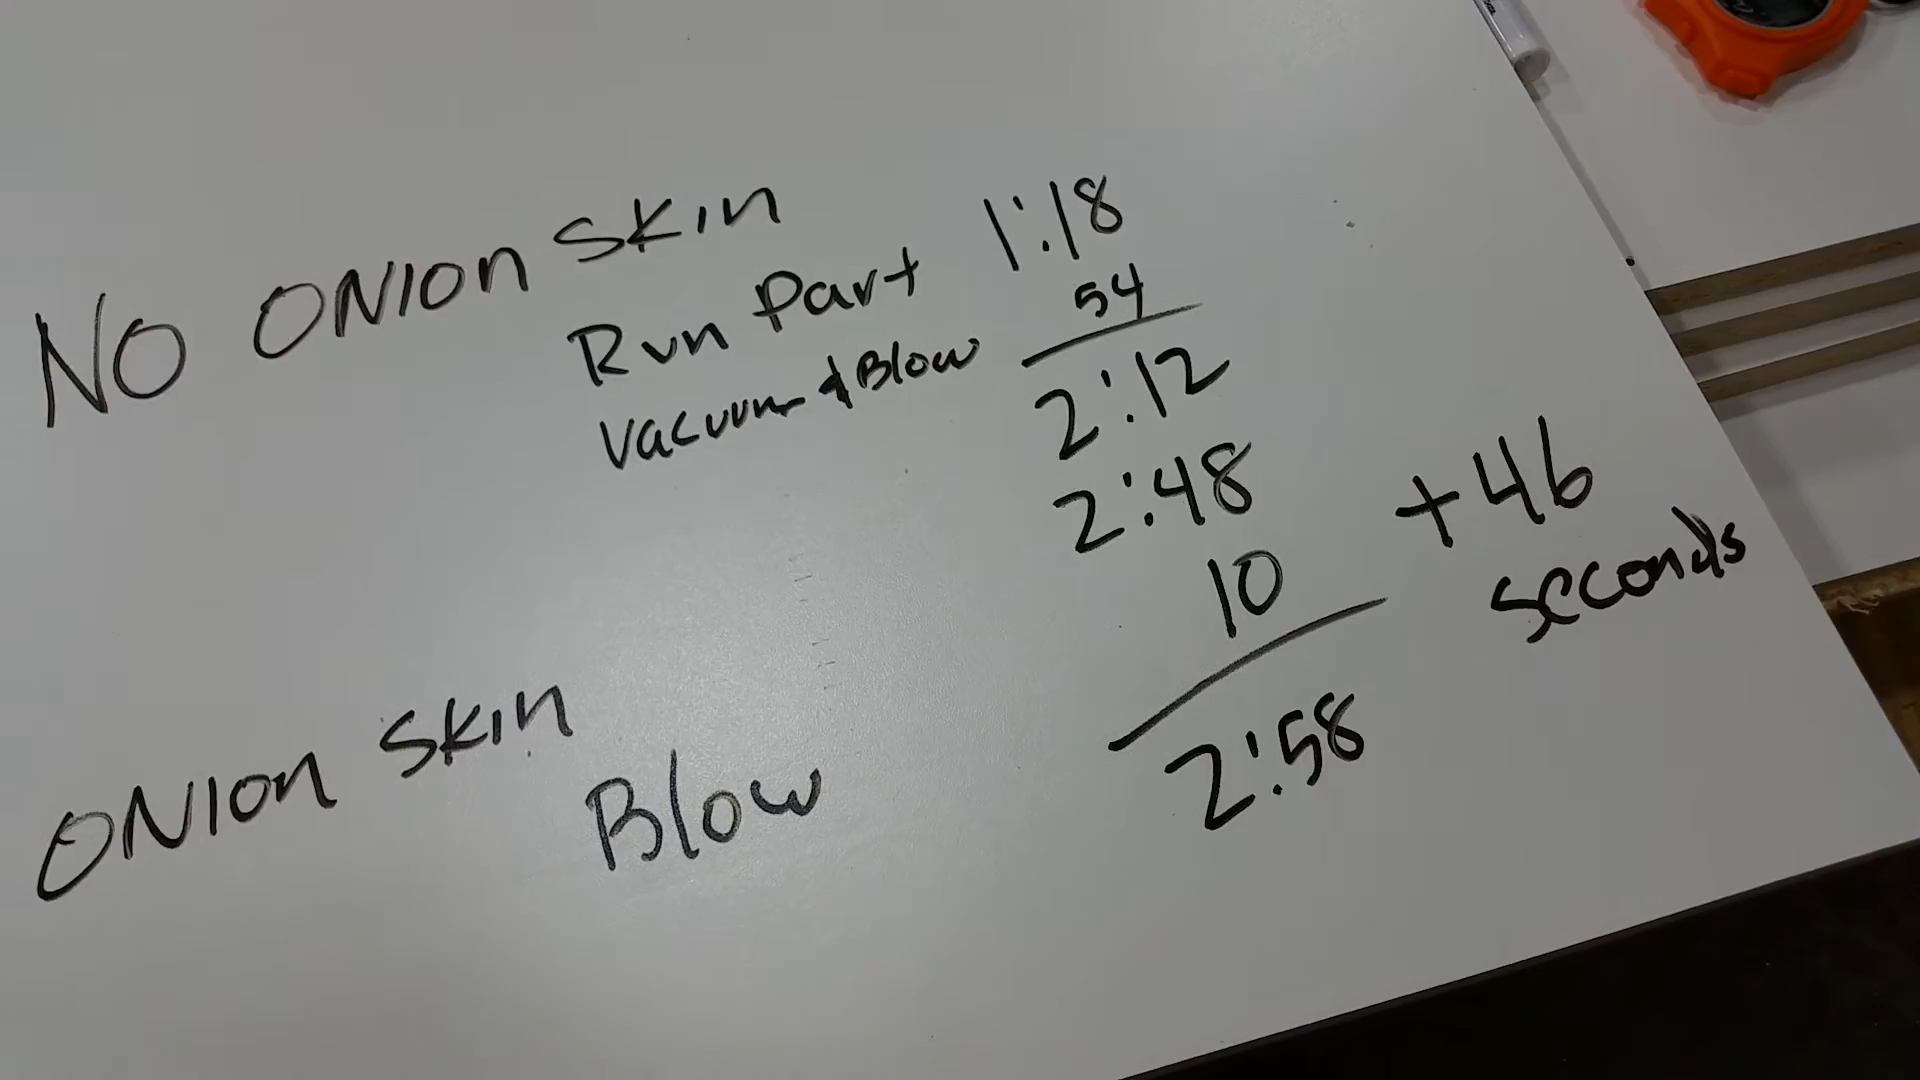 NO ONION SKIN
Run Part 1:18
Vacuum & Blow 54
2:12
ONION SKIN 2:48
Blow 10
2:58
+46
seconds